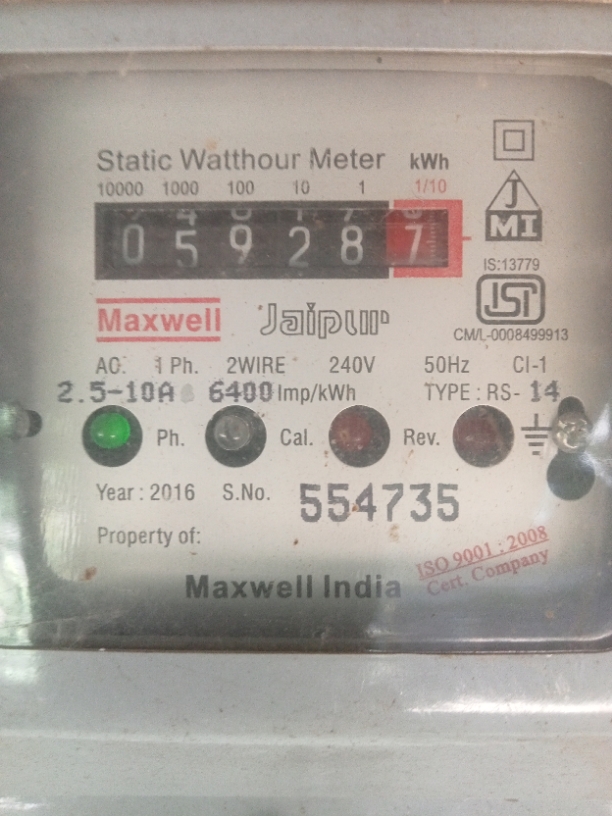 Static Watthour Meter kWh
10000 1000 100 10 1 1/10
0 5 9 2 8 7
J
MI
IS:13779
ISI
Maxwell Jaipur
CM/L-0008499913
AC. 1 Ph. 2WIRE 240V 50Hz Cl-1
2.5-10A 6400 Imp/kWh TYPE : RS- 14
Ph. Cal. Rev.
Year : 2016 S.No. 554735
Property of:
ISO 9001 : 2008
Cert. Company
Maxwell India